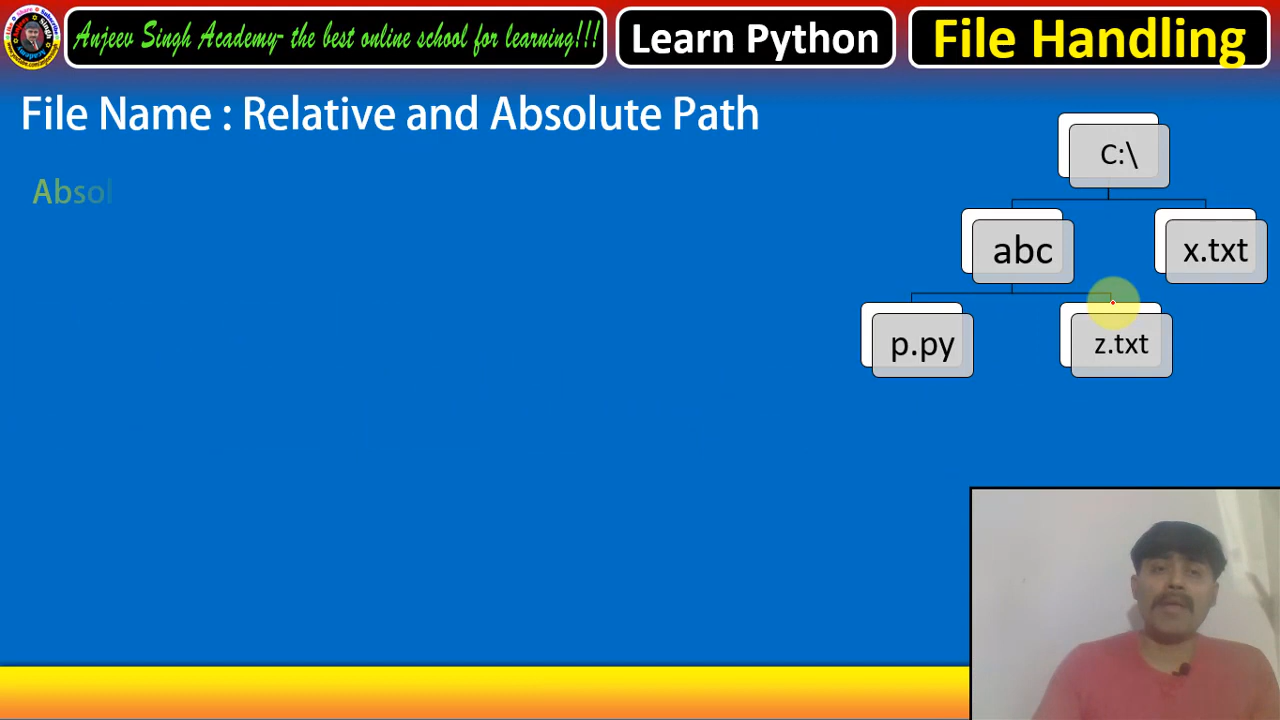 Anjeev Singh Academy- the best online school for learning!!!
Learn Python
File Handling
File Name : Relative and Absolute Path
Absol
C:\
abc
x.txt
p.py
z.txt